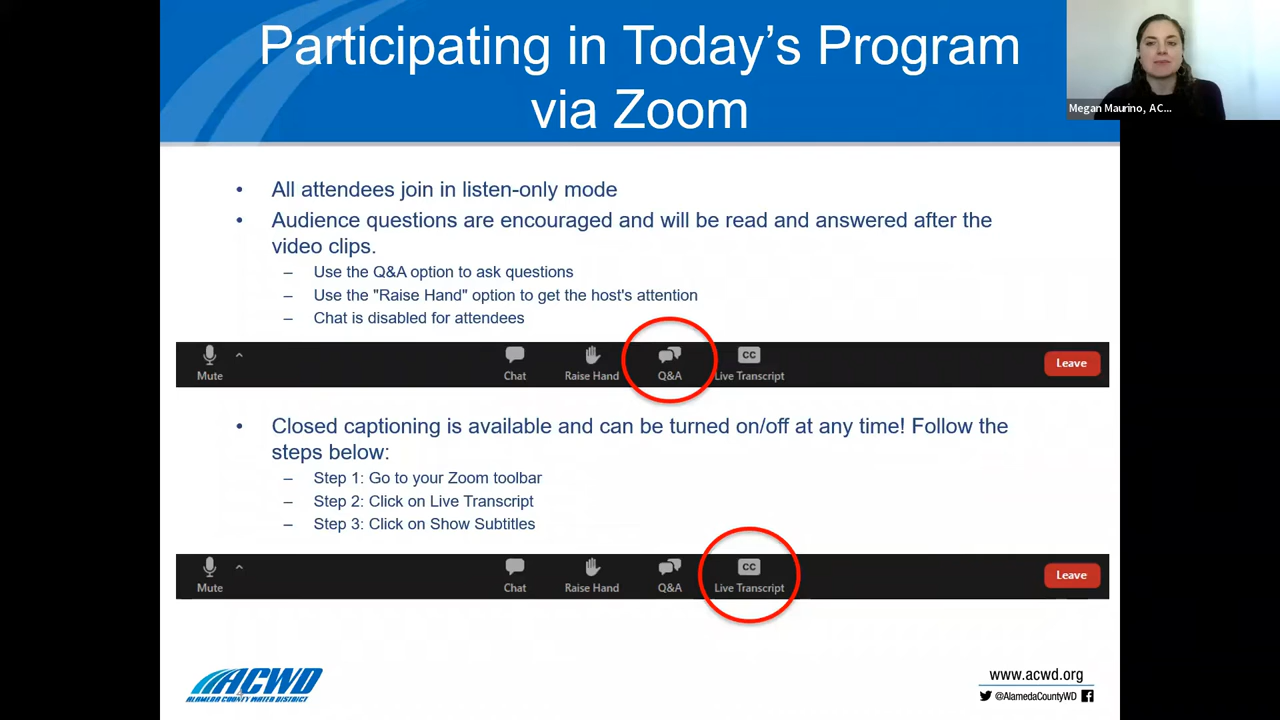 Participating in Today's Program
via Zoom
Megan Maurino, AC...
• All attendees join in listen-only mode
• Audience questions are encouraged and will be read and answered after the
video clips.
– Use the Q&A option to ask questions
– Use the "Raise Hand" option to get the host's attention
– Chat is disabled for attendees
Mute Chat Raise Hand Q&A CC Live Transcript Leave
• Closed captioning is available and can be turned on/off at any time! Follow the
steps below:
– Step 1: Go to your Zoom toolbar
– Step 2: Click on Live Transcript
– Step 3: Click on Show Subtitles
Mute Chat Raise Hand Q&A CC Live Transcript Leave
ACWD
ALAMEDA COUNTY WATER DISTRICT
www.acwd.org
@AlamedaCountyWD